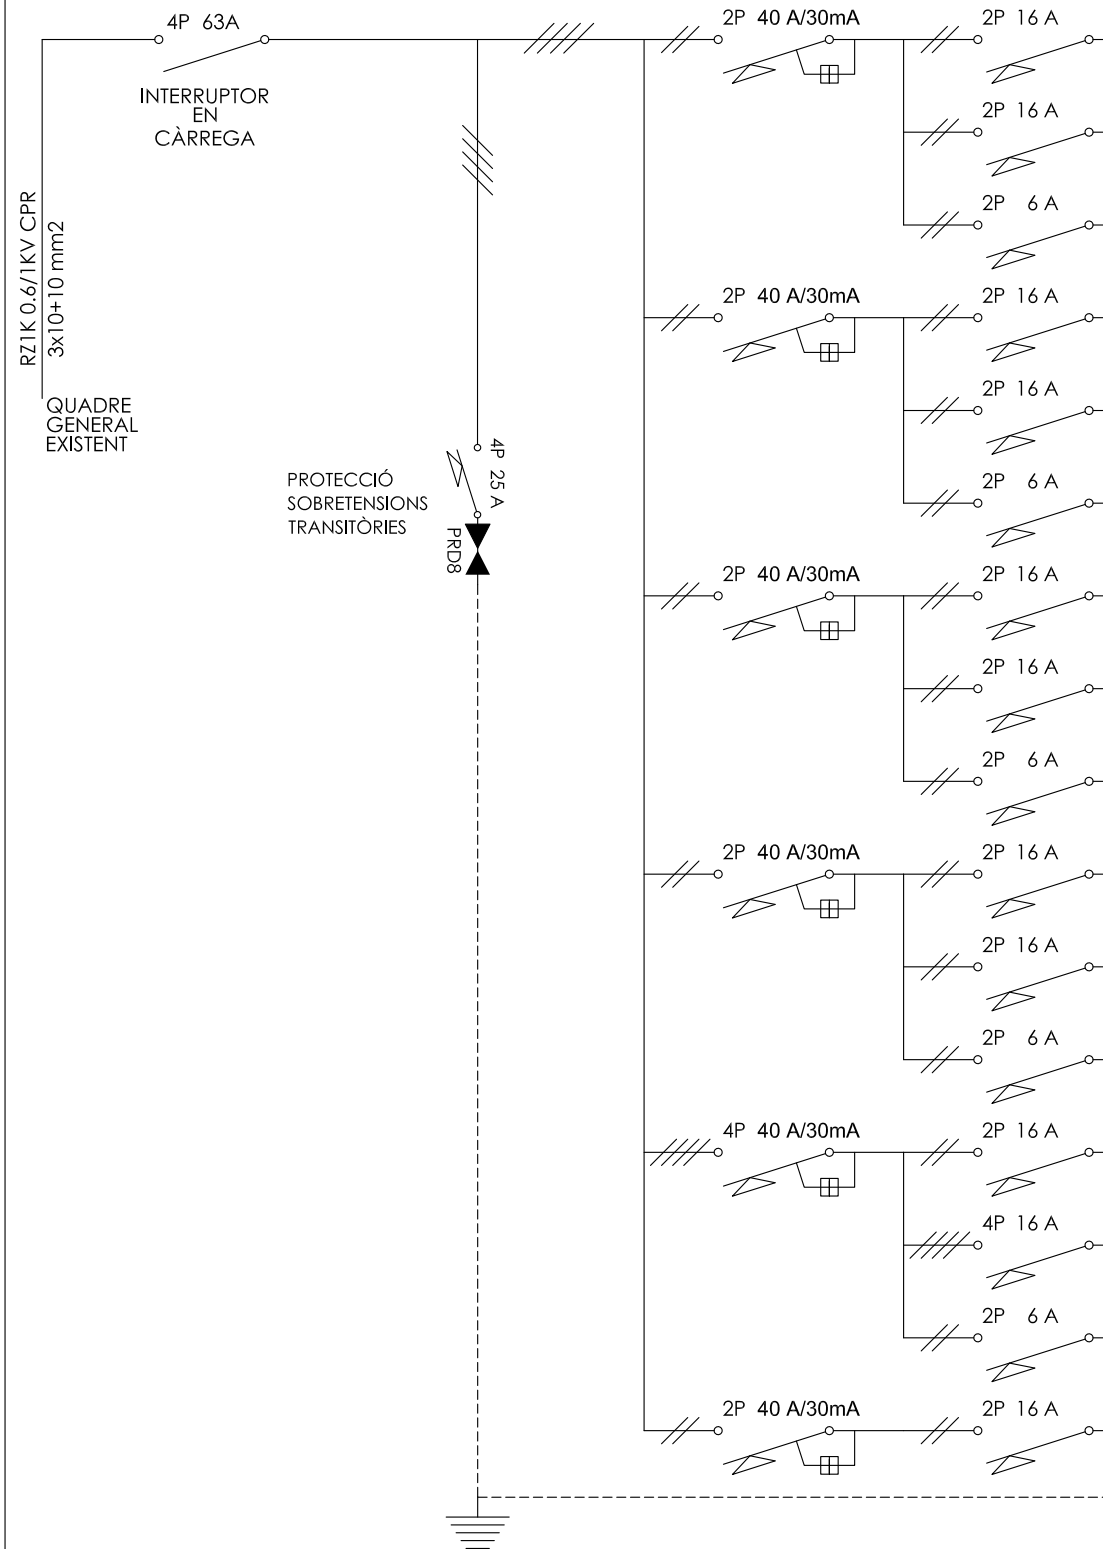 4P 63A
INTERRUPTOR
EN
CÀRREGA
RZ1K 0.6/1KV CPR
3x10+10 mm2
QUADRE
GENERAL
EXISTENT
PROTECCIÓ
SOBRETENSIONS
TRANSITÒRIES
4P 25 A
PRD8
2P 40 A/30mA
2P 16 A
2P 16 A
2P 6 A
2P 40 A/30mA
2P 16 A
2P 16 A
2P 6 A
2P 40 A/30mA
2P 16 A
2P 16 A
2P 6 A
2P 40 A/30mA
2P 16 A
2P 16 A
2P 6 A
4P 40 A/30mA
2P 16 A
4P 16 A
2P 6 A
2P 40 A/30mA
2P 16 A